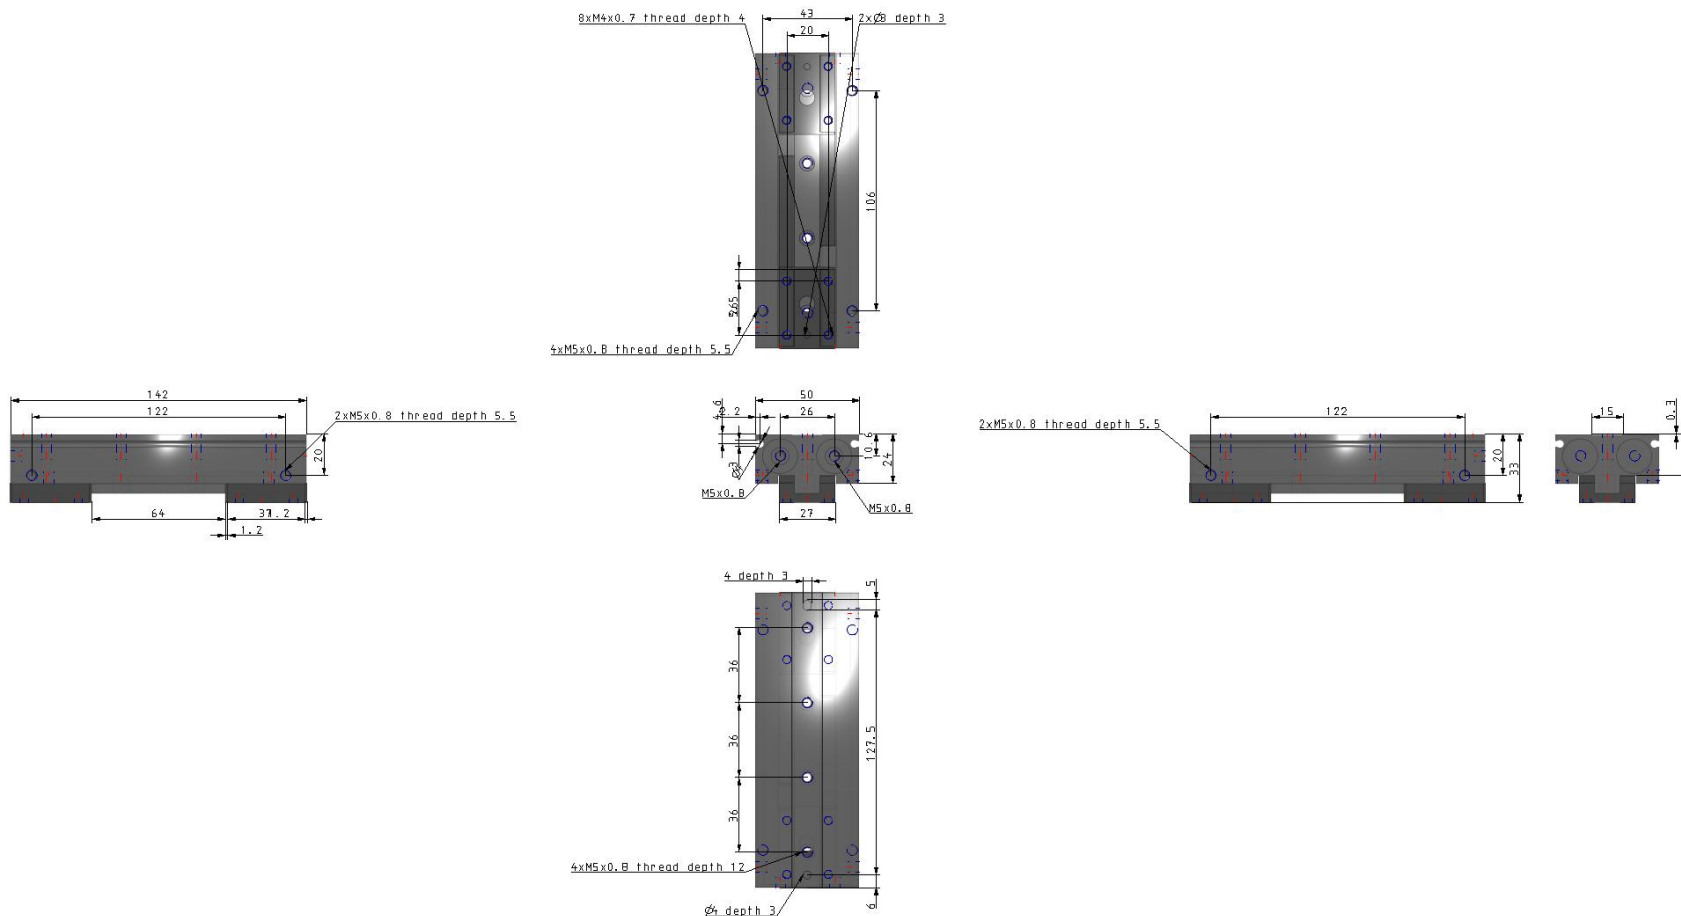 8xM4x0.7 thread depth 4
43
2xØ3 depth 3
20
106
4xM5x0.8 thread depth 5.5
142
122
2xM5x0.8 thread depth 5.5
20
64
1.2
1.2
50
26
10.6
24
M5x0.8
27
M5x0.8
2xM5x0.8 thread depth 5.5
122
20
33
15
0.3
4 depth 3
5
36
36
36
127.5
4xM5x0.8 thread depth 12
6
Ø4 depth 3